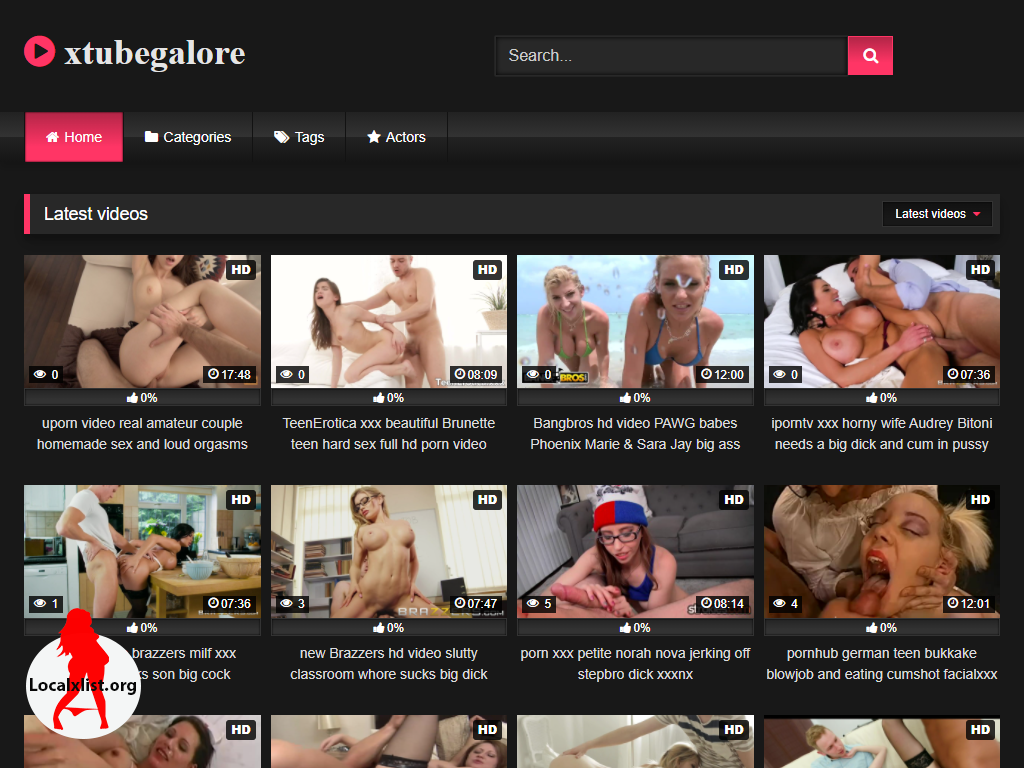 xtubegalore
Search...
Home
Categories
Tags
Actors
Latest videos
Latest videos
HD
HD
HD
HD
0
17:48
0
08:09
0
BROS!
12:00
0
07:36
0%
0%
0%
0%
uporn video real amateur couple
homemade sex and loud orgasms
TeenErotica xxx beautiful Brunette
teen hard sex full hd porn video
Bangbros hd video PAWG babes
Phoenix Marie & Sara Jay big ass
iporntv xxx horny wife Audrey Bitoni
needs a big dick and cum in pussy
HD
HD
HD
HD
1
07:36
3
07:47
5
08:14
4
12:01
0%
0%
0%
0%
brazzers milf xxx
son big cock
new Brazzers hd video slutty
classroom whore sucks big dick
porn xxx petite norah nova jerking off
stepbro dick xxxnx
pornhub german teen bukkake
blowjob and eating cumshot facialxxx
Localxlist.org
HD
HD
HD
HD